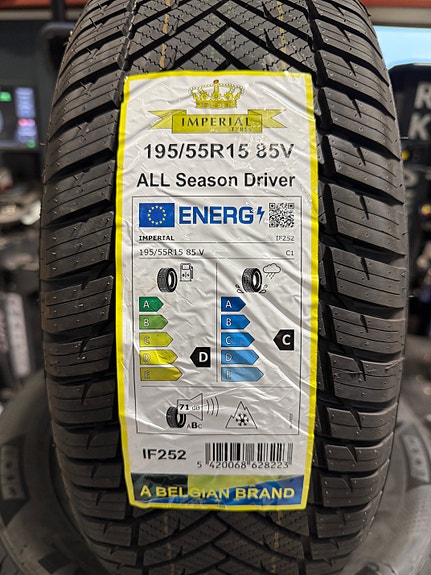 IMPERIAL
TYRES
195/55R15 85V
ALL Season Driver
ENERG
IMPERIAL IF252
195/55R15 85 V C1
A A
B B
C C
D D
E E
D C
71 dB
ABC
IF252
5 420068 628223
A BELGIAN BRAND